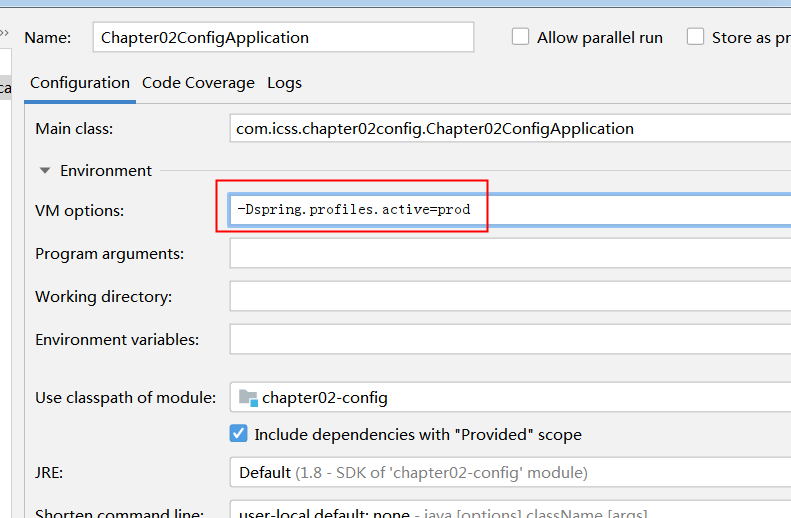 Name: Chapter02ConfigApplication Allow parallel run Store as pr
ca
Configuration Code Coverage Logs
Main class: com.icss.chapter02config.Chapter02ConfigApplication
Environment
VM options: -Dspring.profiles.active=prod
Program arguments:
Working directory:
Environment variables:
Use classpath of module: chapter02-config
Include dependencies with "Provided" scope
JRE: Default (1.8 - SDK of 'chapter02-config' module)
Shorten command line: user-local default: none - java [options] className [args]